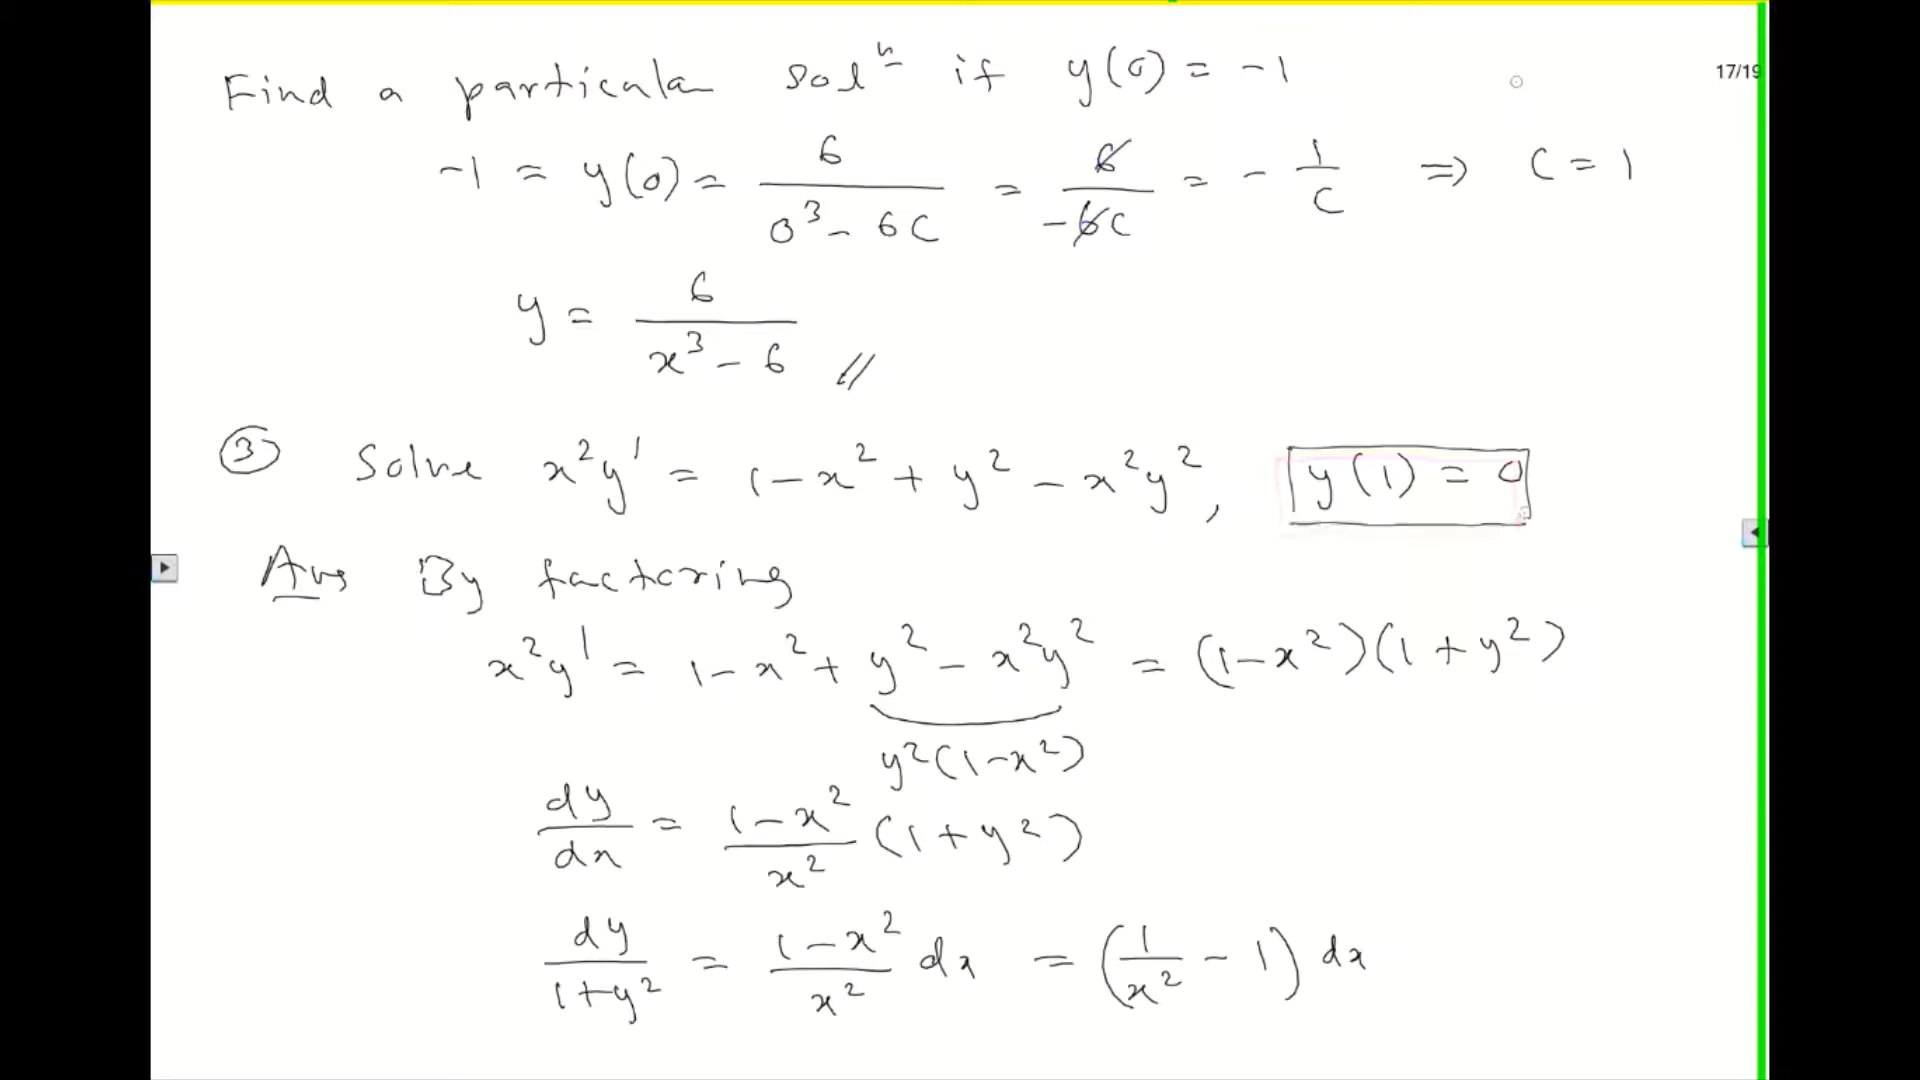 Find a particular solⁿ if y(0) = -1
17/19
-1 = y(0) = 6/(0³ - 6C) = 6/(-6C) = -1/C ⇒ C = 1
y = 6/(x³ - 6) //
③ Solve x²y' = 1-x² + y² - x²y², y(1) = 0
Ans By factoring
x²y' = 1-x² + y² - x²y² = (1-x²)(1+y²)
y²(1-x²)
dy/dx = (1-x²)/x² (1+y²)
dy/(1+y²) = (1-x²)/x² dx = (1/x² - 1) dx